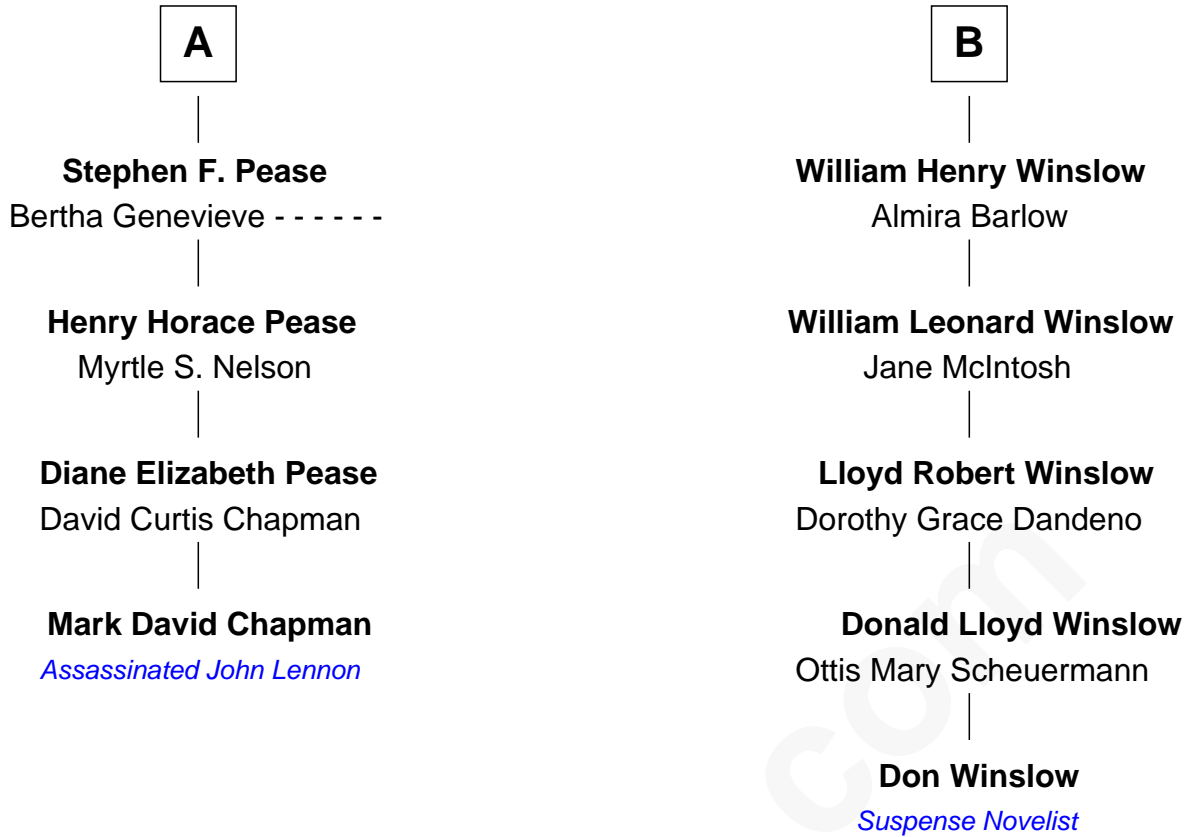 A
Stephen F. Pease
Bertha Genevieve - - - - - -
Henry Horace Pease
Myrtle S. Nelson
Diane Elizabeth Pease
David Curtis Chapman
Mark David Chapman
Assassinated John Lennon
B
William Henry Winslow
Almira Barlow
William Leonard Winslow
Jane McIntosh
Lloyd Robert Winslow
Dorothy Grace Dandeno
Donald Lloyd Winslow
Ottis Mary Scheuermann
Don Winslow
Suspense Novelist
com